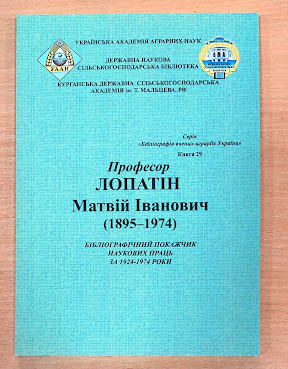 УКРАЇНСЬКА АКАДЕМІЯ АГРАРНИХ НАУК
УААН
ДЕРЖАВНА НАУКОВА
СІЛЬСЬКОГОСПОДАРСЬКА БІБЛІОТЕКА
КУРГАНСЬКА ДЕРЖАВНА СІЛЬСЬКОГОСПОДАРСЬКА
АКАДЕМІЯ ім. Т. МАЛЬЦЕВА, РФ
Серія
«Бібліографія вчених-аграріїв України»
Книга 29
Професор
ЛОПАТІН
Матвій Іванович
(1895–1974)
БІБЛІОГРАФІЧНИЙ ПОКАЖЧИК
НАУКОВИХ ПРАЦЬ
ЗА 1924-1974 РОКИ